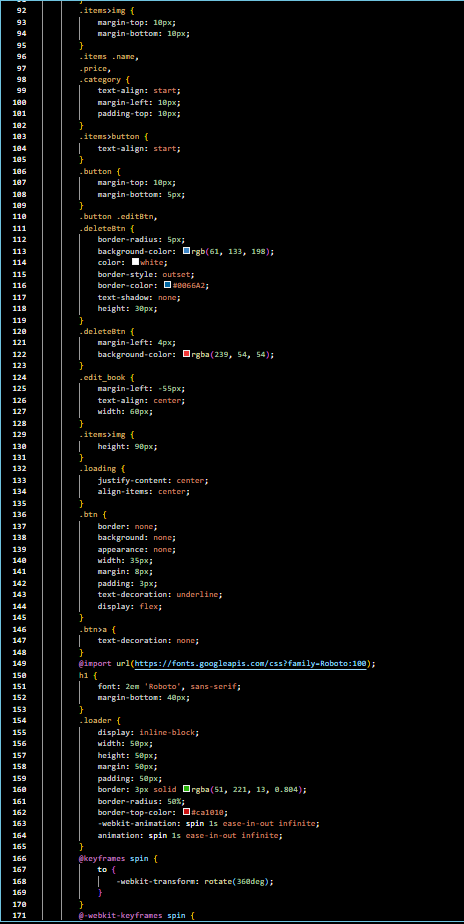 92 .items>img {
93 margin-top: 10px;
94 margin-bottom: 10px;
95 }
96 .items .name,
97 .price,
98 .category {
99 text-align: start;
100 margin-left: 10px;
101 padding-top: 10px;
102 }
103 .items>button {
104 text-align: start;
105 }
106 .button {
107 margin-top: 10px;
108 margin-bottom: 5px;
109 }
110 .button .editBtn,
111 .deleteBtn {
112 border-radius: 5px;
113 background-color: rgb(61, 133, 198);
114 color: white;
115 border-style: outset;
116 border-color: #0066A2;
117 text-shadow: none;
118 height: 30px;
119 }
120 .deleteBtn {
121 margin-left: 4px;
122 background-color: rgba(239, 54, 54);
123 }
124 .edit_book {
125 margin-left: -55px;
126 text-align: center;
127 width: 60px;
128 }
129 .items>img {
130 height: 90px;
131 }
132 .loading {
133 justify-content: center;
134 align-items: center;
135 }
136 .btn {
137 border: none;
138 background: none;
139 appearance: none;
140 width: 35px;
141 margin: 8px;
142 padding: 3px;
143 text-decoration: underline;
144 display: flex;
145 }
146 .btn>a {
147 text-decoration: none;
148 }
149 @import url(https://fonts.googleapis.com/css?family=Roboto:100);
150 h1 {
151 font: 2em 'Roboto', sans-serif;
152 margin-bottom: 40px;
153 }
154 .loader {
155 display: inline-block;
156 width: 50px;
157 height: 50px;
158 margin: 50px;
159 padding: 50px;
160 border: 3px solid rgba(51, 221, 13, 0.804);
161 border-radius: 50%;
162 border-top-color: #ca1010;
163 -webkit-animation: spin 1s ease-in-out infinite;
164 animation: spin 1s ease-in-out infinite;
165 }
166 @keyframes spin {
167 to {
168 -webkit-transform: rotate(360deg);
169 }
170 }
171 @-webkit-keyframes spin {